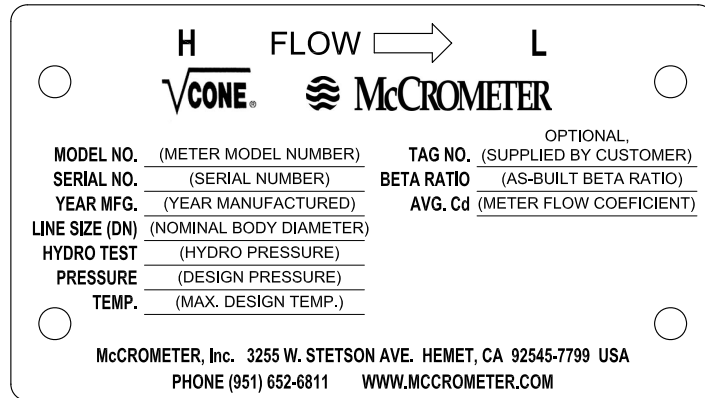 H FLOW L
√CONE® McCROMETER
OPTIONAL,
MODEL NO. (METER MODEL NUMBER) TAG NO. (SUPPLIED BY CUSTOMER)
SERIAL NO. (SERIAL NUMBER) BETA RATIO (AS-BUILT BETA RATIO)
YEAR MFG. (YEAR MANUFACTURED) AVG. Cd (METER FLOW COEFICIENT)
LINE SIZE (DN) (NOMINAL BODY DIAMETER)
HYDRO TEST (HYDRO PRESSURE)
PRESSURE (DESIGN PRESSURE)
TEMP. (MAX. DESIGN TEMP.)
McCROMETER, Inc. 3255 W. STETSON AVE. HEMET, CA 92545-7799 USA
PHONE (951) 652-6811 WWW.MCCROMETER.COM